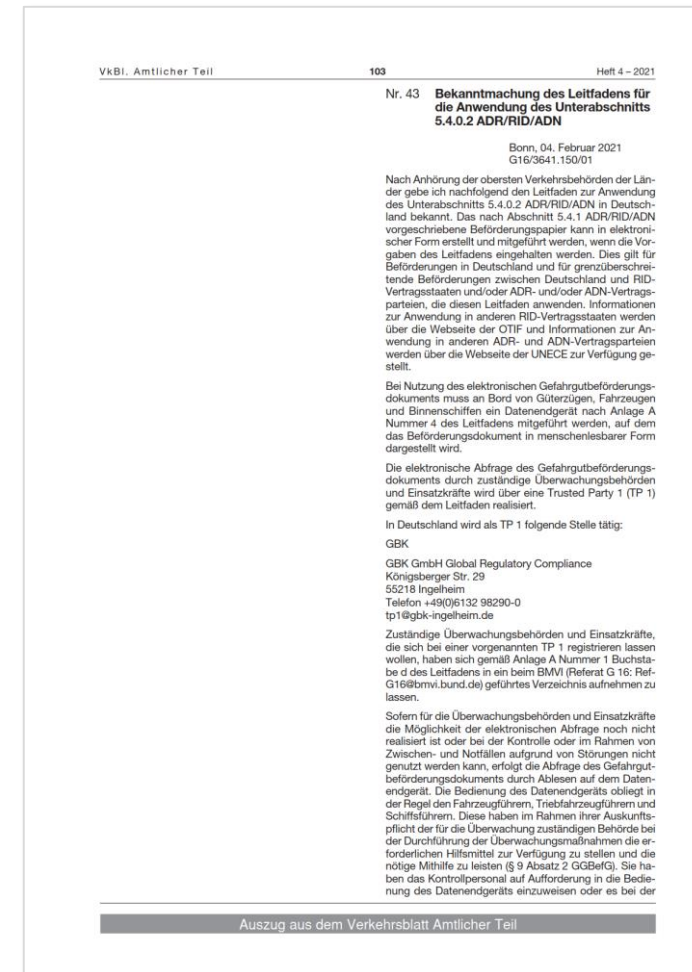 VkBl. Amtlicher Teil 103 Heft 4 – 2021
Nr. 43 Bekanntmachung des Leitfadens für
die Anwendung des Unterabschnitts
5.4.0.2 ADR/RID/ADN
Bonn, 04. Februar 2021
G16/3641.150/01
Nach Anhörung der obersten Verkehrsbehörden der Län-
der gebe ich nachfolgend den Leitfaden zur Anwendung
des Unterabschnitts 5.4.0.2 ADR/RID/ADN in Deutsch-
land bekannt. Das nach Abschnitt 5.4.1 ADR/RID/ADN
vorgeschriebene Beförderungspapier kann in elektroni-
scher Form erstellt und mitgeführt werden, wenn die Vor-
gaben des Leitfadens eingehalten werden. Dies gilt für
Beförderungen in Deutschland und für grenzüberschrei-
tende Beförderungen zwischen Deutschland und RID-
Vertragsstaaten und/oder ADR- und/oder ADN-Vertrags-
parteien, die diesen Leitfaden anwenden. Informationen
zur Anwendung in anderen RID-Vertragsstaaten werden
über die Webseite der OTIF und Informationen zur An-
wendung in anderen ADR- und ADN-Vertragsparteien
werden über die Webseite der UNECE zur Verfügung ge-
stellt.
Bei Nutzung des elektronischen Gefahrgutbeförderungs-
dokuments muss an Bord von Güterzügen, Fahrzeugen
und Binnenschiffen ein Datenendgerät nach Anlage A
Nummer 4 des Leitfadens mitgeführt werden, auf dem
das Beförderungsdokument in menschenlesbarer Form
dargestellt wird.
Die elektronische Abfrage des Gefahrgutbeförderungs-
dokuments durch zuständige Überwachungsbehörden
und Einsatzkräfte wird über eine Trusted Party 1 (TP 1)
gemäß dem Leitfaden realisiert.
In Deutschland wird als TP 1 folgende Stelle tätig:
GBK
GBK GmbH Global Regulatory Compliance
Königsberger Str. 29
55218 Ingelheim
Telefon +49(0)6132 98290-0
tp1@gbk-ingelheim.de
Zuständige Überwachungsbehörden und Einsatzkräfte,
die sich bei einer vorgenannten TP 1 registrieren lassen
wollen, haben sich gemäß Anlage A Nummer 1 Buchsta-
be d des Leitfadens in ein beim BMVI (Referat G 16: Ref-
G16@bmvi.bund.de) geführtes Verzeichnis aufnehmen zu
lassen.
Sofern für die Überwachungsbehörden und Einsatzkräfte
die Möglichkeit der elektronischen Abfrage noch nicht
realisiert ist oder bei der Kontrolle oder im Rahmen von
Zwischen- und Notfällen aufgrund von Störungen nicht
genutzt werden kann, erfolgt die Abfrage des Gefahrgut-
beförderungsdokuments durch Ablesen auf dem Daten-
endgerät. Die Bedienung des Datenendgeräts obliegt in
der Regel den Fahrzeugführern, Triebfahrzeugführern und
Schiffsführern. Diese haben im Rahmen ihrer Auskunfts-
pflicht der für die Überwachung zuständigen Behörde bei
der Durchführung der Überwachungsmaßnahmen die er-
forderlichen Hilfsmittel zur Verfügung zu stellen und die
nötige Mithilfe zu leisten (§ 9 Absatz 2 GGBefG). Sie ha-
ben das Kontrollpersonal auf Aufforderung in die Bedie-
nung des Datenendgeräts einzuweisen oder es bei der
Auszug aus dem Verkehrsblatt Amtlicher Teil